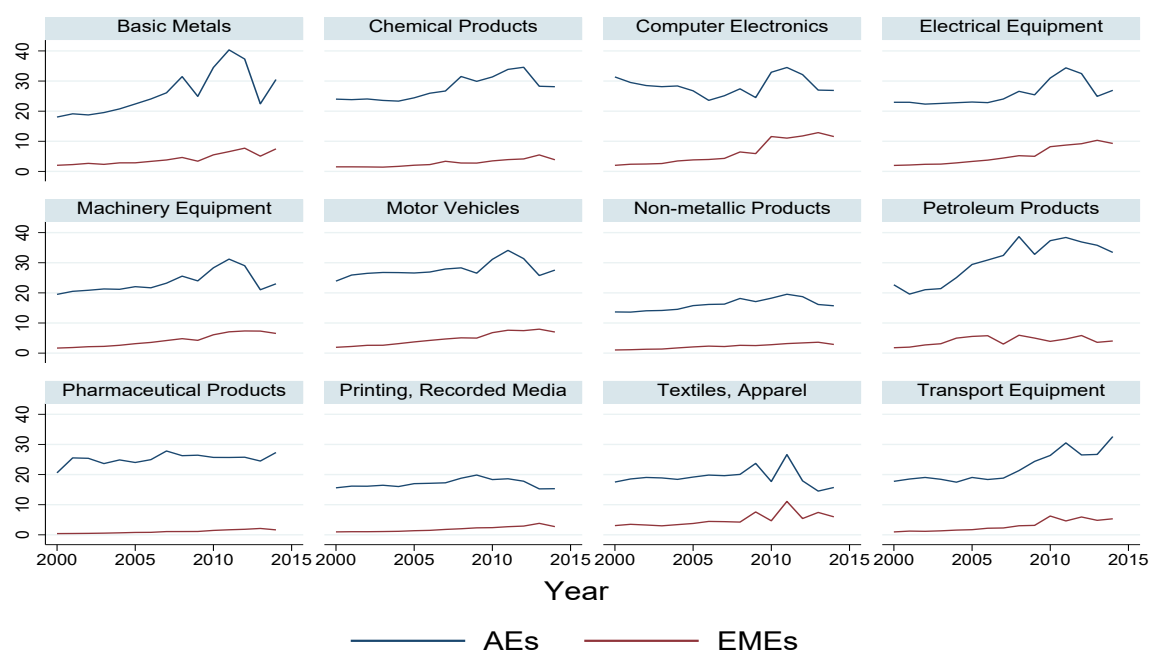 Basic Metals Chemical Products Computer Electronics Electrical Equipment
40
30
20
10
0
Machinery Equipment Motor Vehicles Non-metallic Products Petroleum Products
40
30
20
10
0
Pharmaceutical Products Printing, Recorded Media Textiles, Apparel Transport Equipment
40
30
20
10
0
2000 2005 2010 2015 2000 2005 2010 2015 2000 2005 2010 2015 2000 2005 2010 2015
Year
AEs EMEs